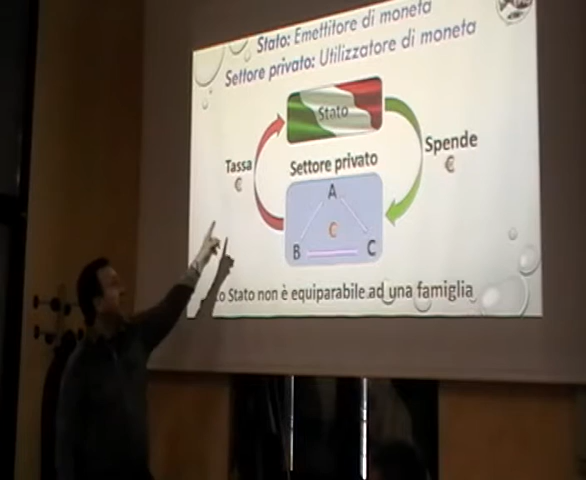 Stato: Emettitore di moneta
Settore privato: Utilizzatore di moneta
Stato
Tassa
€
Spende
€
Settore privato
A
€
B
C
o Stato non è equiparabile ad una famiglia